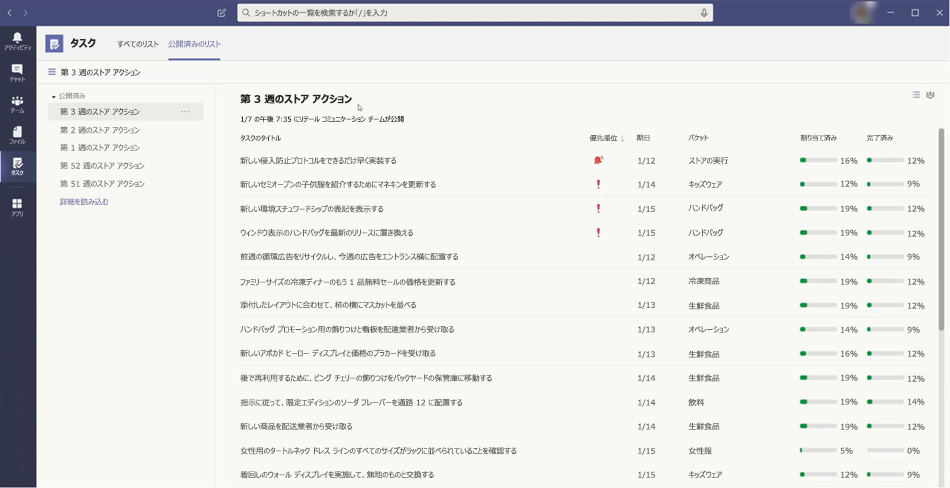 ショートカットの一覧を検索するか「/」を入力
アクティビティ
チャット
チーム
ファイル
タスク
アプリ
タスク すべてのリスト 公開済みのリスト
第 3 週のストア アクション
公開済み
第 3 週のストア アクション ...
第 2 週のストア アクション
第 1 週のストア アクション
第 52 週のストア アクション
第 51 週のストア アクション
詳細を読み込む
第 3 週のストア アクション
1/7 の午後 7:35 にリテール コミュニケーション チームが公開
タスクのタイトル 優先順位 ↓ 期日 バケット 割り当て済み 完了済み
新しい侵入防止プロトコルをできるだけ早く実装する 1/12 ストアの実行 16% 12%
新しいセミオープンの子供服を紹介するためにマネキンを更新する ! 1/14 キッズウェア 12% 9%
新しい環境スチュワードシップの表記を表示する ! 1/15 ハンドバッグ 19% 12%
ウィンドウ表示のハンドバッグを最新のリリースに置き換える ! 1/15 ハンドバッグ 19% 12%
前週の循環広告をリサイクルし、今週の広告をエントランス横に配置する 1/12 オペレーション 14% 9%
ファミリーサイズの冷凍ディナーのもう 1 品無料セールの価格を更新する 1/12 冷凍商品 19% 12%
添付したレイアウトに合わせて、柿の横にマスカットを並べる 1/13 生鮮食品 19% 12%
ハンドバッグ プロモーション用の飾りつけと看板を配達業者から受け取る 1/13 オペレーション 14% 9%
新しいアボカド ヒーロー ディスプレイと価格のプラカードを受け取る 1/13 生鮮食品 16% 12%
後で再利用するために、ビング チェリーの飾りつけをバックヤードの保管庫に移動する 1/14 生鮮食品 19% 12%
指示に従って、限定エディションのソーダ フレーバーを通路 12 に配置する 1/14 飲料 19% 14%
新しい商品を配送業者から受け取る 1/14 生鮮食品 19% 12%
女性用のタートルネック ドレス ラインのすべてのサイズがラックに並べられていることを確認する 1/15 女性服 5% 0%
着回しのウォール ディスプレイを実施して、無地のものと交換する 1/15 キッズウェア 12% 9%